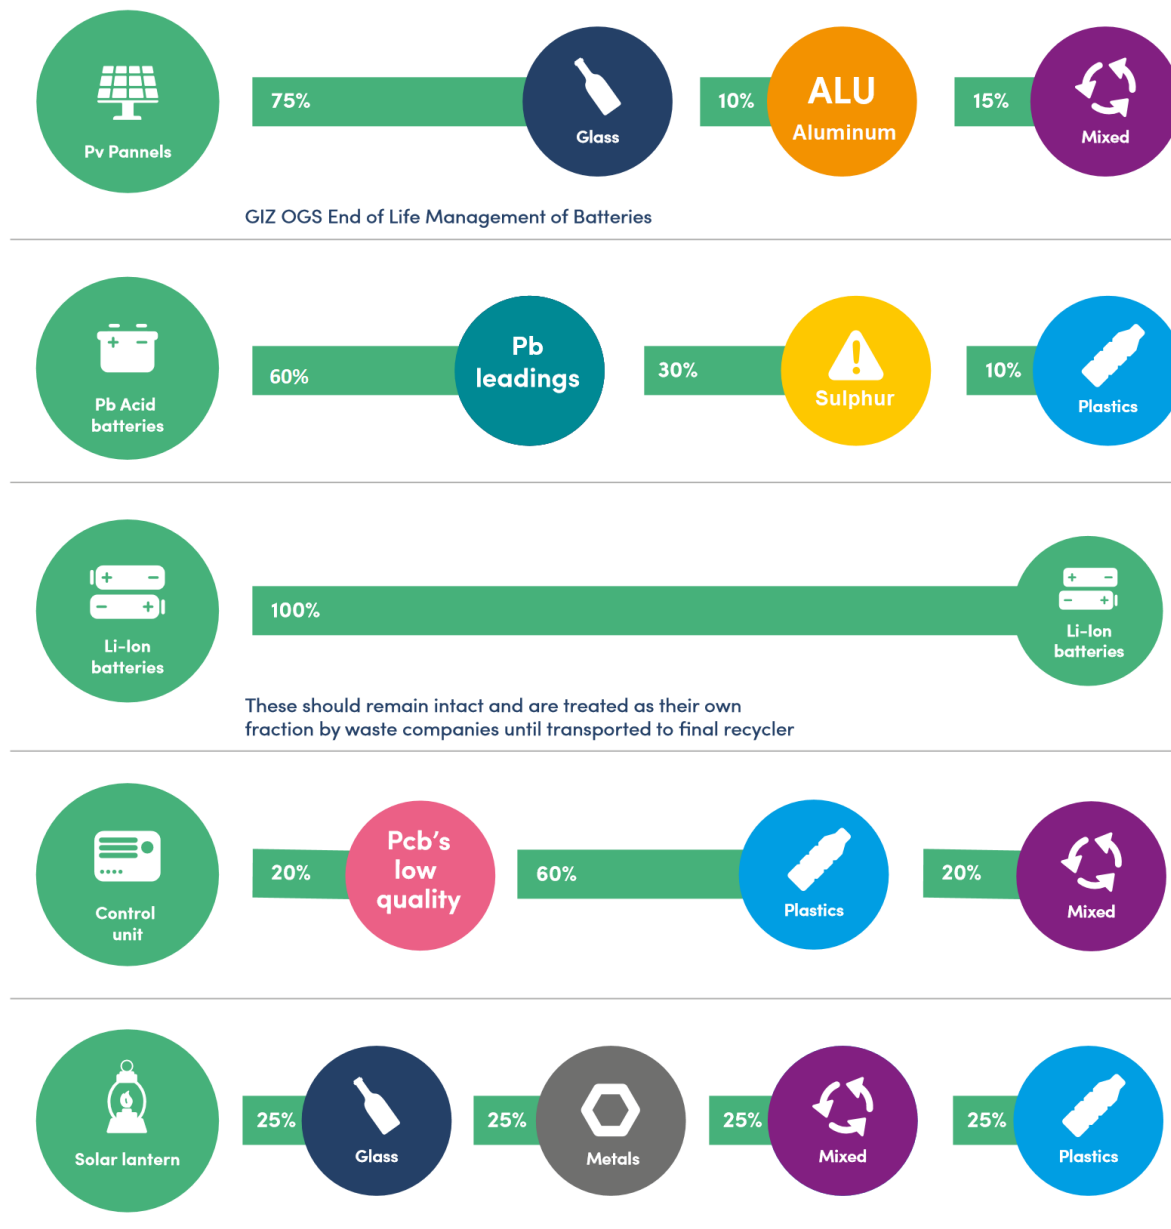 Pv Pannels
75%
Glass
10%
ALU
Aluminum
15%
Mixed
GIZ OGS End of Life Management of Batteries
Pb Acid
batteries
60%
Pb
leadings
30%
Sulphur
10%
Plastics
Li-Ion
batteries
100%
Li-Ion
batteries
These should remain intact and are treated as their own
fraction by waste companies until transported to final recycler
Control
unit
20%
Pcb's
low
quality
60%
Plastics
20%
Mixed
Solar lantern
25%
Glass
25%
Metals
25%
Mixed
25%
Plastics